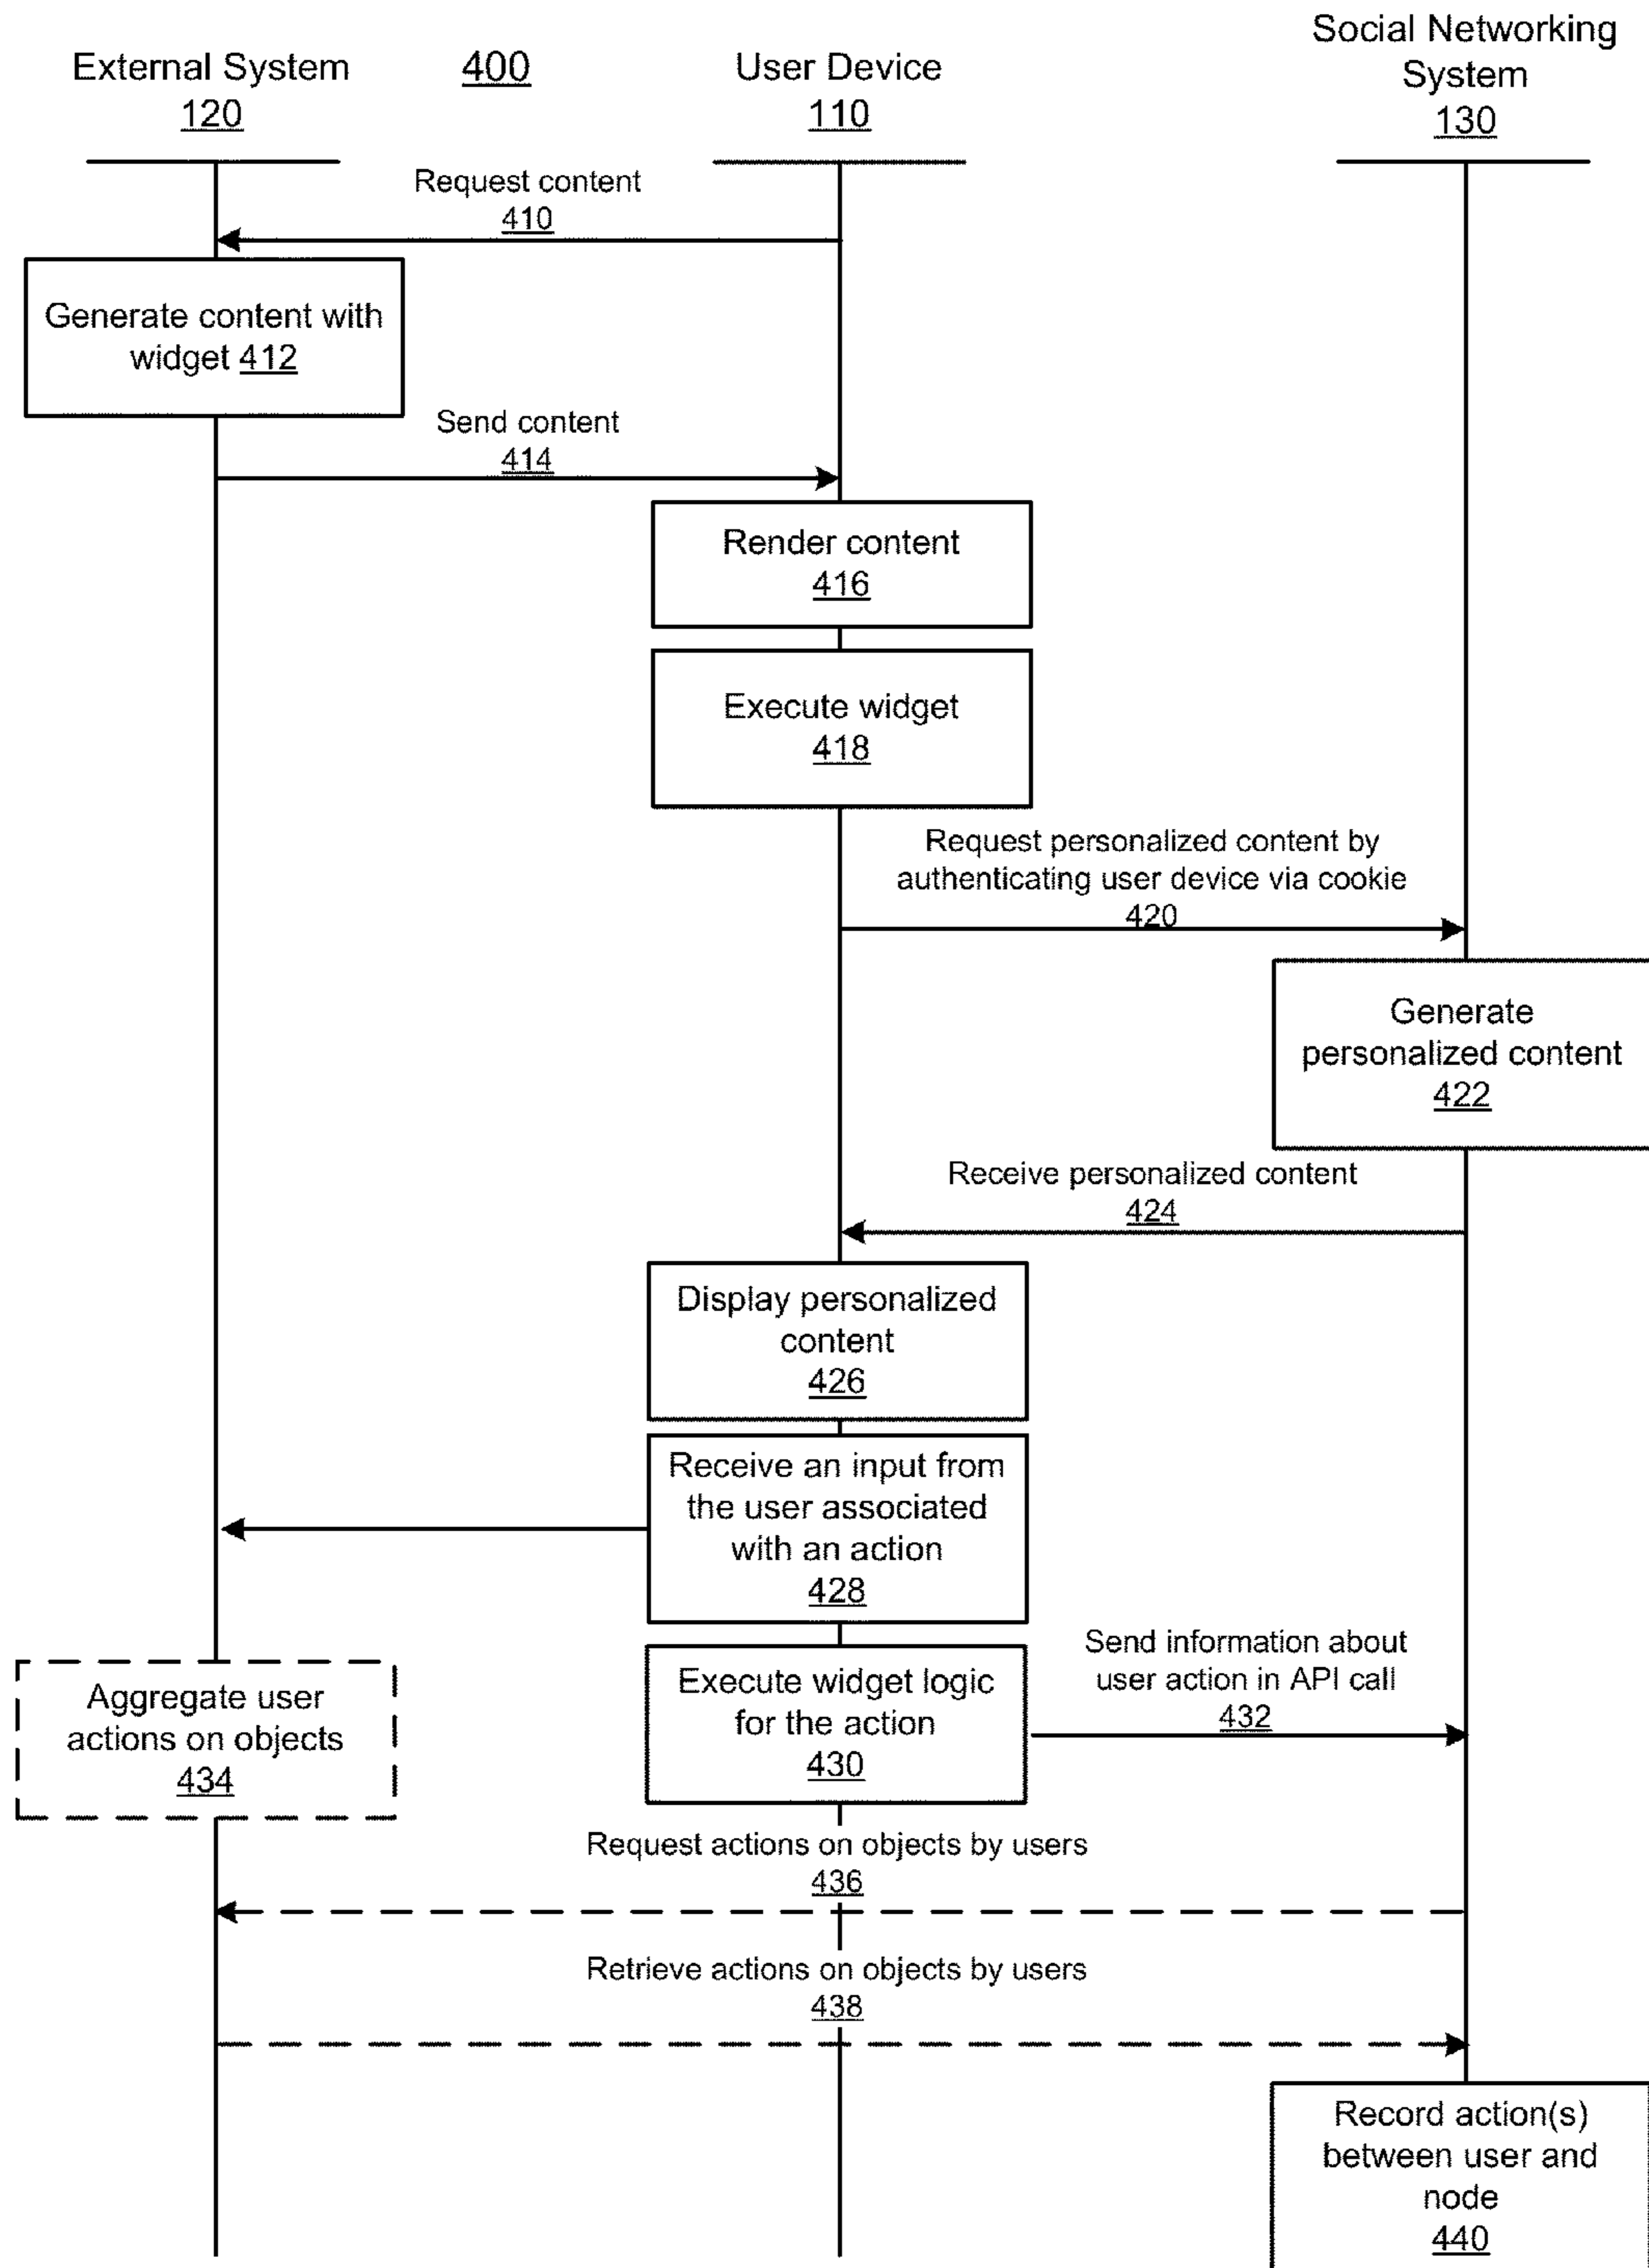 External System
120
400
User Device
110
Social Networking
System
130
Request content
410
Generate content with
widget 412
Send content
414
Render content
416
Execute widget
418
Request personalized content by
authenticating user device via cookie
420
Generate
personalized content
422
Receive personalized content
424
Display personalized
content
426
Receive an input from
the user associated
with an action
428
Send information about
user action in API call
432
Execute widget logic
for the action
430
Aggregate user
actions on objects
434
Request actions on objects by users
436
Retrieve actions on objects by users
438
Record action(s)
between user and
node
440